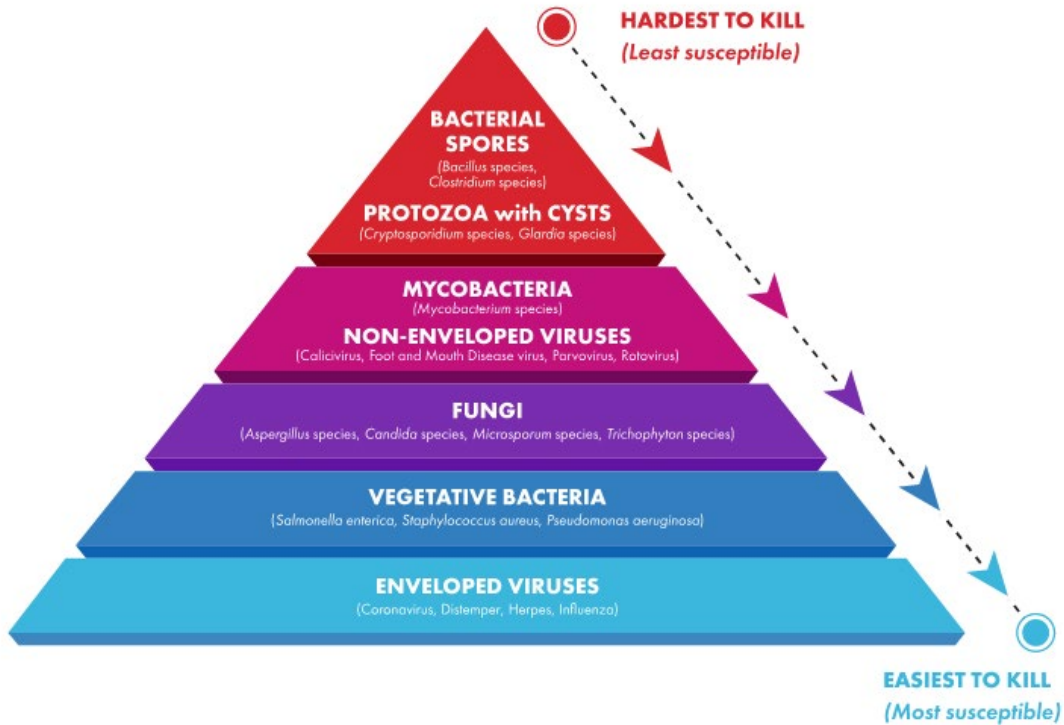 HARDEST TO KILL
(Least susceptible)
BACTERIAL
SPORES
(Bacillus species,
Clostridium species)
PROTOZOA with CYSTS
(Cryptosporidium species, Glardia species)
MYCOBACTERIA
(Mycobacterium species)
NON-ENVELOPED VIRUSES
(Calicivirus, Foot and Mouth Disease virus, Parvovirus, Rotovirus)
FUNGI
(Aspergillus species, Candida species, Microsporum species, Trichophyton species)
VEGETATIVE BACTERIA
(Salmonella enterica, Staphylococcus aureus, Pseudomonas aeruginosa)
ENVELOPED VIRUSES
(Coronavirus, Distemper, Herpes, Influenza)
EASIEST TO KILL
(Most susceptible)